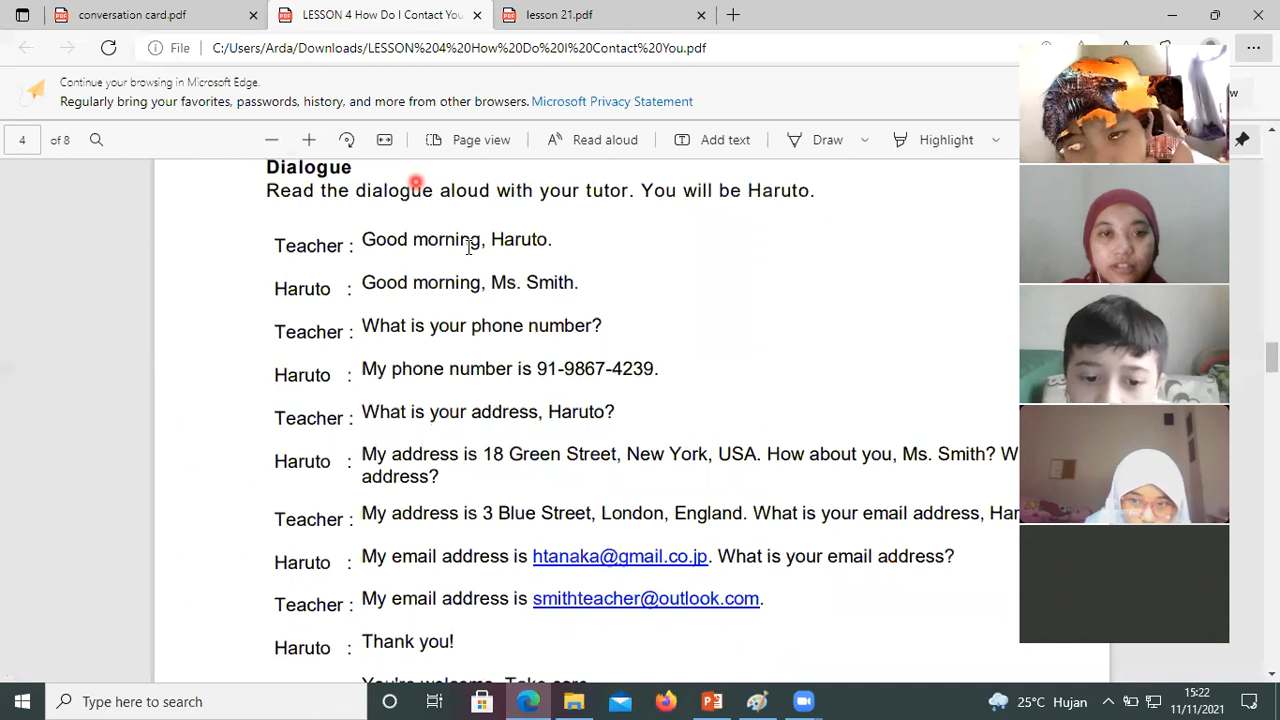 conversation card.pdf
LESSON 4 How Do I Contact You
lesson 21.pdf
File
C:/Users/Arda/Downloads/LESSON%204%20How%20Do%20I%20Contact%20You.pdf
Continue your browsing in Microsoft Edge.
Regularly bring your favorites, passwords, history, and more from other browsers. Microsoft Privacy Statement
4 of 8
Page view
Read aloud
Add text
Draw
Highlight
Dialogue
Read the dialogue aloud with your tutor. You will be Haruto.
Teacher : Good morning, Haruto.
Haruto : Good morning, Ms. Smith.
Teacher : What is your phone number?
Haruto : My phone number is 91-9867-4239.
Teacher : What is your address, Haruto?
Haruto : My address is 18 Green Street, New York, USA. How about you, Ms. Smith? W
address?
Teacher : My address is 3 Blue Street, London, England. What is your email address, Har
Haruto : My email address is htanaka@gmail.co.jp. What is your email address?
Teacher : My email address is smithteacher@outlook.com.
Haruto : Thank you!
You're welcome. Take care
Type here to search
25°C Hujan
15:22
11/11/2021